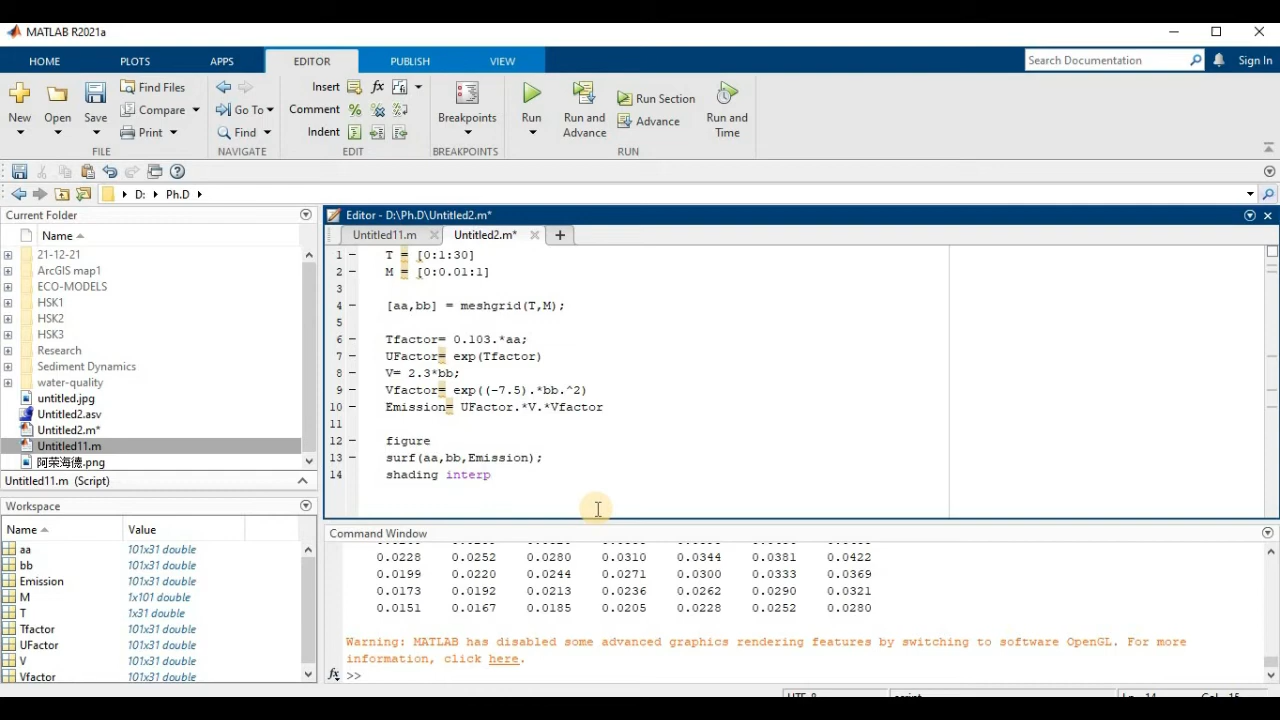 MATLAB R2021a
HOME PLOTS APPS EDITOR PUBLISH VIEW Search Documentation Sign In
New Open Save Find Files Compare Print
Go To Find
Insert fx
Comment
Indent
Breakpoints
Run Run and Advance Run Section Advance Run and Time
FILE NAVIGATE EDIT BREAKPOINTS RUN
D: Ph.D
Current Folder
Name
21-12-21
ArcGIS map1
ECO-MODELS
HSK1
HSK2
HSK3
Research
Sediment Dynamics
water-quality
untitled.jpg
Untitled2.asv
Untitled2.m*
Untitled11.m
阿荣海德.png
Untitled11.m (Script)
Workspace
Name Value
aa 101x31 double
bb 101x31 double
Emission 101x31 double
M 1x101 double
T 1x31 double
Tfactor 101x31 double
UFactor 101x31 double
V 101x31 double
Vfactor 101x31 double
Editor - D:\Ph.D\Untitled2.m*
Untitled11.m Untitled2.m*
1 T = [0:1:30]
2 M = [0:0.01:1]
3
4 [aa,bb] = meshgrid(T,M);
5
6 Tfactor= 0.103.*aa;
7 UFactor= exp(Tfactor)
8 V= 2.3*bb;
9 Vfactor= exp((-7.5).*bb.^2)
10 Emission= UFactor.*V.*Vfactor
11
12 figure
13 surf(aa,bb,Emission);
14 shading interp
Command Window
0.0228 0.0252 0.0280 0.0310 0.0344 0.0381 0.0422
0.0199 0.0220 0.0244 0.0271 0.0300 0.0333 0.0369
0.0173 0.0192 0.0213 0.0236 0.0262 0.0290 0.0321
0.0151 0.0167 0.0185 0.0205 0.0228 0.0252 0.0280
Warning: MATLAB has disabled some advanced graphics rendering features by switching to software OpenGL. For more
information, click here.
fx >>